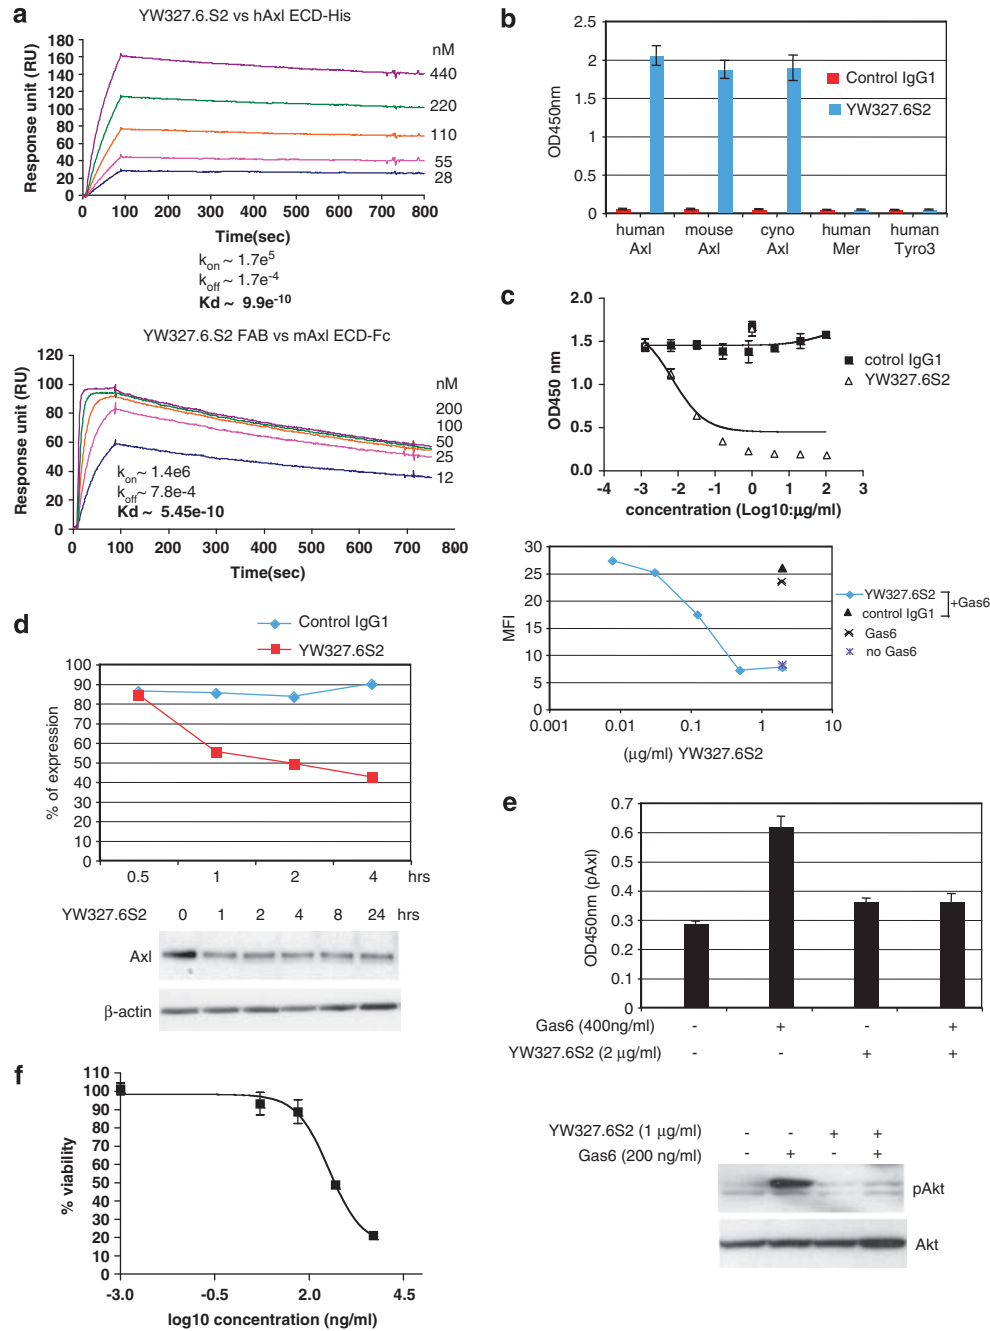 a
YW327.6.S2 vs hAxl ECD-His
Response unit (RU)
180
160
140
120
100
80
60
40
20
0
nM
440
220
110
55
28
0 100 200 300 400 500 600 700 800
Time(sec)
kon ~ 1.7e5
koff ~ 1.7e-4
Kd ~ 9.9e-10
YW327.6.S2 FAB vs mAxl ECD-Fc
Response unit (RU)
120
100
80
60
40
20
0
nM
200
100
50
25
12
kon ~ 1.4e6
koff ~ 7.8e-4
Kd ~ 5.45e-10
0 100 200 300 400 500 600 700 800
Time(sec)
b
OD450nm
2.5
2
1.5
1
0.5
0
Control IgG1
YW327.6S2
human mouse cyno human human
Axl Axl Axl Mer Tyro3
c
OD450 nm
2.0
1.5
1.0
0.5
0.0
cotrol IgG1
YW327.6S2
-4 -3 -2 -1 0 1 2 3
concentration (Log10:µg/ml)
MFI
30
25
20
15
10
5
0
YW327.6S2
control IgG1
+Gas6
Gas6
no Gas6
0.001 0.01 0.1 1 10
(µg/ml) YW327.6S2
d
Control IgG1
YW327.6S2
% of expression
100
90
80
70
60
50
40
30
20
10
0
0.5 1 2 4 hrs
YW327.6S2 0 1 2 4 8 24 hrs
Axl
β-actin
e
OD450nm (pAxl)
0.7
0.6
0.5
0.4
0.3
0.2
0.1
0
Gas6 (400ng/ml) - + - +
YW327.6S2 (2 µg/ml) - - + +
YW327.6S2 (1 µg/ml) - - + +
Gas6 (200 ng/ml) - + - +
pAkt
Akt
f
% viability
110
100
90
80
70
60
50
40
30
20
10
0
-3.0 -0.5 2.0 4.5
log10 concentration (ng/ml)